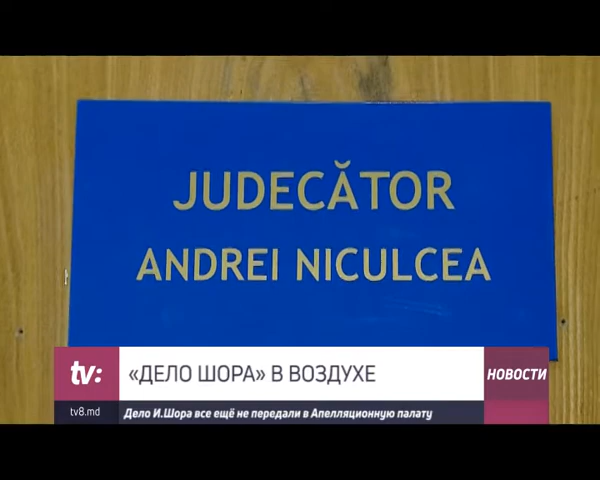 JUDECĂTOR
ANDREI NICULCEA
tv:
«ДЕЛО ШОРА» В ВОЗДУХЕ
НОВОСТИ
tv8.md
Дело И.Шора все ещё не передали в Апелляционную палату